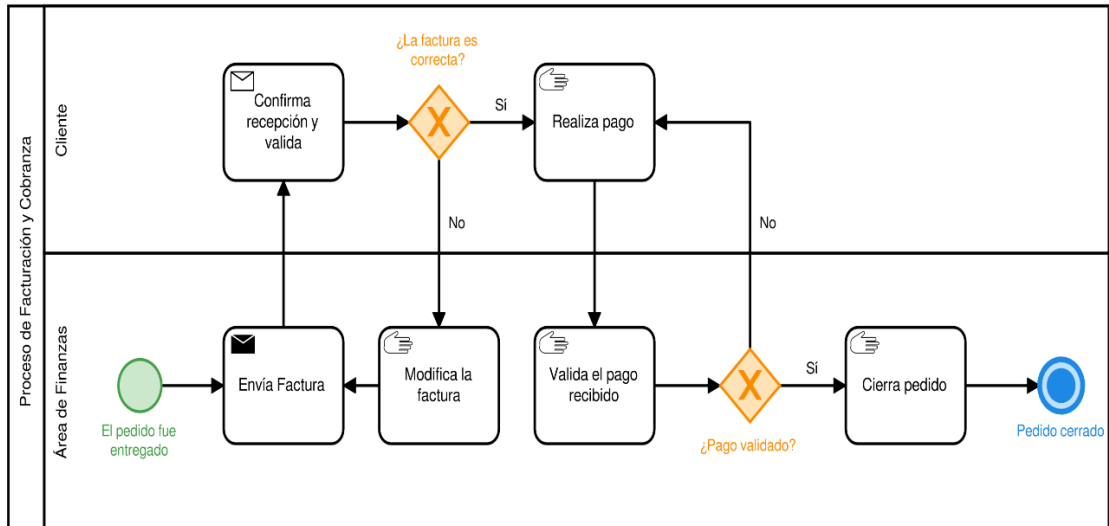 Proceso de Facturación y Cobranza
Cliente
¿La factura es
correcta?
Confirma
recepción y
valida
Sí
Realiza pago
No
No
Área de Finanzas
El pedido fue
entregado
Envía Factura
Modifica la
factura
Valida el pago
recibido
¿Pago validado?
Sí
Cierra pedido
Pedido cerrado